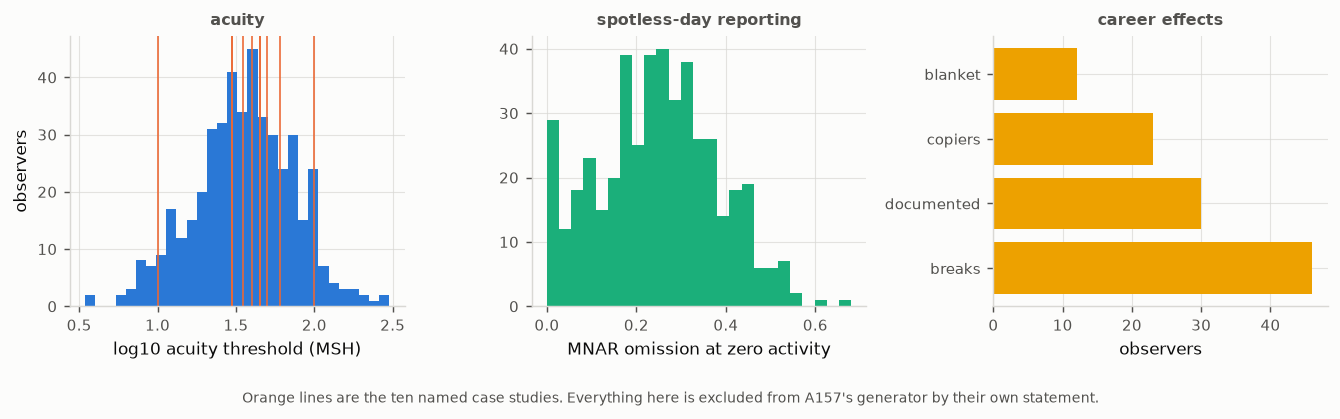 acuity
observers
0
10
20
30
40
0.5 1.0 1.5 2.0 2.5
log10 acuity threshold (MSH)
spotless-day reporting
0
10
20
30
40
0.0 0.2 0.4 0.6
MNAR omission at zero activity
career effects
blanket
copiers
documented
breaks
0 10 20 30 40
observers
Orange lines are the ten named case studies. Everything here is excluded from A157's generator by their own statement.